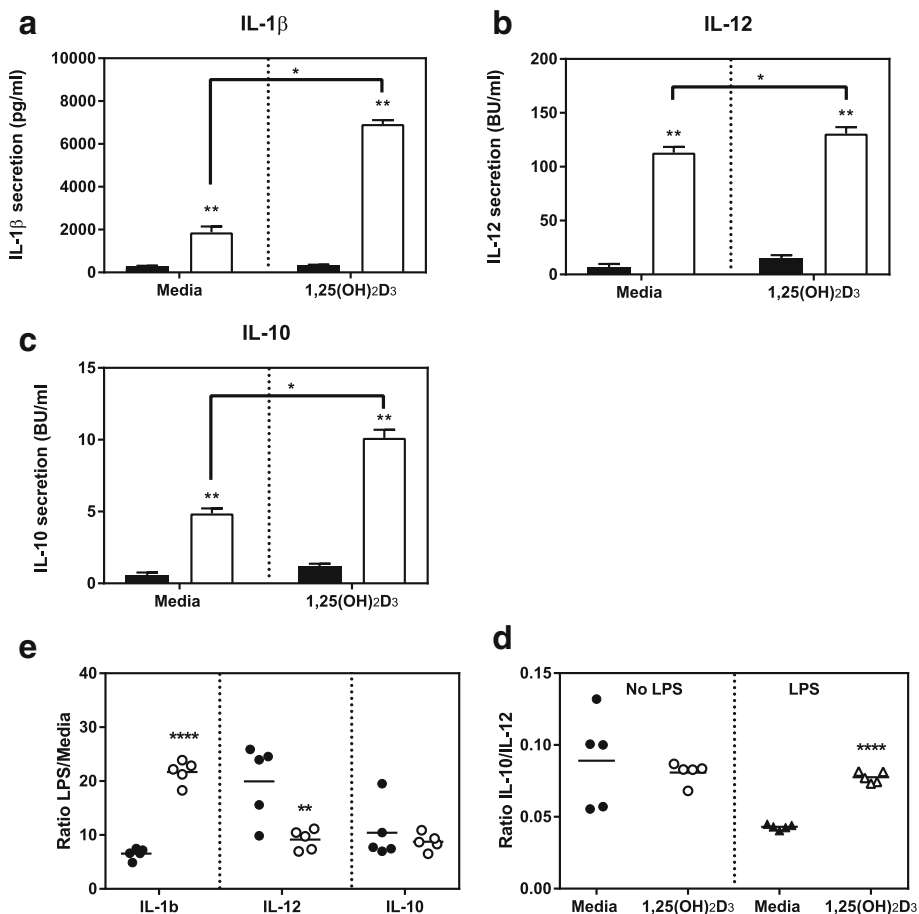 a
IL-1β
IL-1β secretion (pg/ml)
10000
8000
6000
4000
2000
0
*
**
**
Media
1,25(OH)2D3
b
IL-12
IL-12 secretion (BU/ml)
200
150
100
50
0
*
**
**
Media
1,25(OH)2D3
c
IL-10
IL-10 secretion (BU/ml
15
10
5
0
*
**
**
Media
1,25(OH)2D3
e
Ratio LPS/Media
40
30
20
10
0
****
**
IL-1b
IL-12
IL-10
d
Ratio IL-10/IL-12
0.15
0.10
0.05
0.00
No LPS
LPS
****
Media
1,25(OH)2D3
Media
1,25(OH)2D3